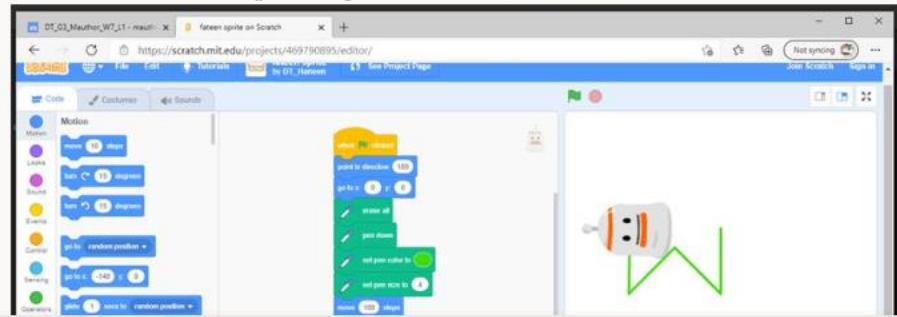 DT_03_Mauthor_W7_L1 - mauth
fateen sprite on Scratch
https://scratch.mit.edu/projects/469790895/editor/
Not syncing
File Edit Tutorials by DT_Haneen See Project Page Join Scratch Sign in
Code Costumes Sounds
Motion
Motion
Looks
Sound
Events
Control
Sensing
Operators
move 10 steps
turn 15 degrees
turn 15 degrees
go to random position
go to x: -140 y: 0
glide 1 secs to random position
when clicked
point in direction 180
go to x: 0 y: 0
erase all
pen down
set pen color to
set pen size to 4
move 100 steps